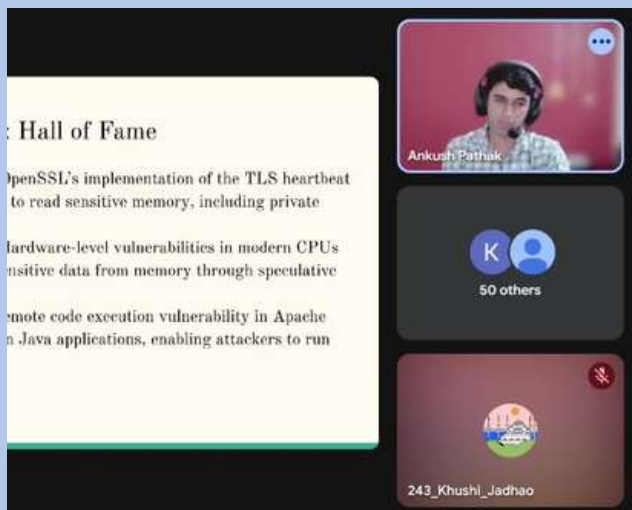 : Hall of Fame
OpenSSL's implementation of the TLS heartbeat
to read sensitive memory, including private
Hardware-level vulnerabilities in modern CPUs
ensitive data from memory through speculative
emote code execution vulnerability in Apache
n Java applications, enabling attackers to run
Ankush Pathak
K
50 others
243_Khushi_Jadhao